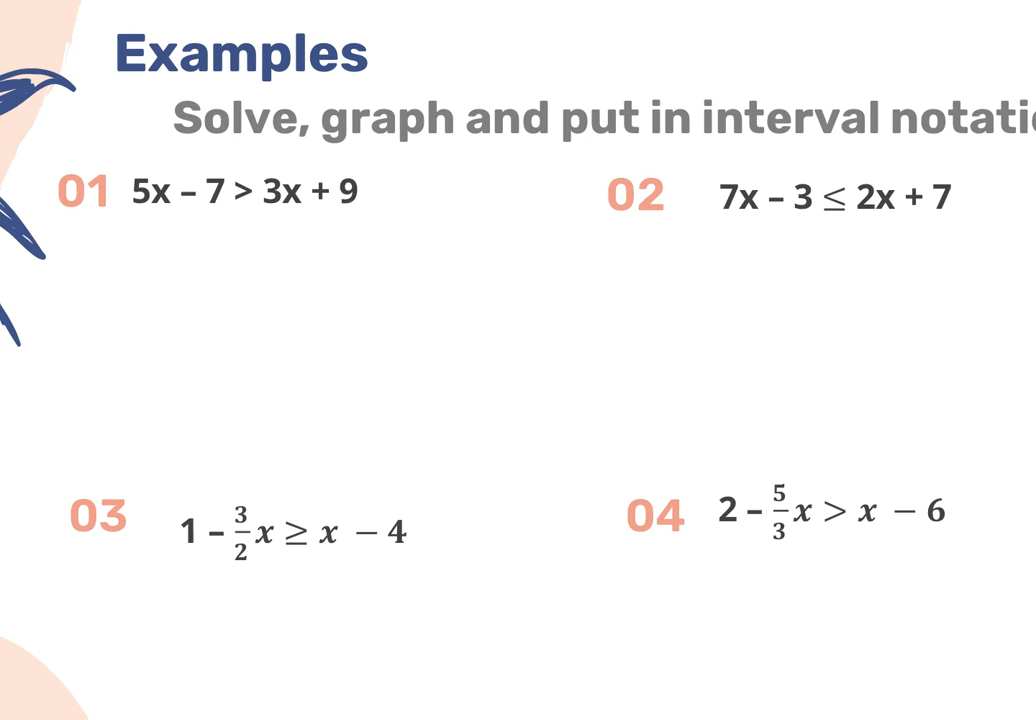 Examples
Solve, graph and put in interval
01 5x – 7 > 3x + 9
02 7x – 3 ≤ 2x + 7
03 1 – 3/2 x ≥ x − 4
04 2 – 5/3 x > x − 6